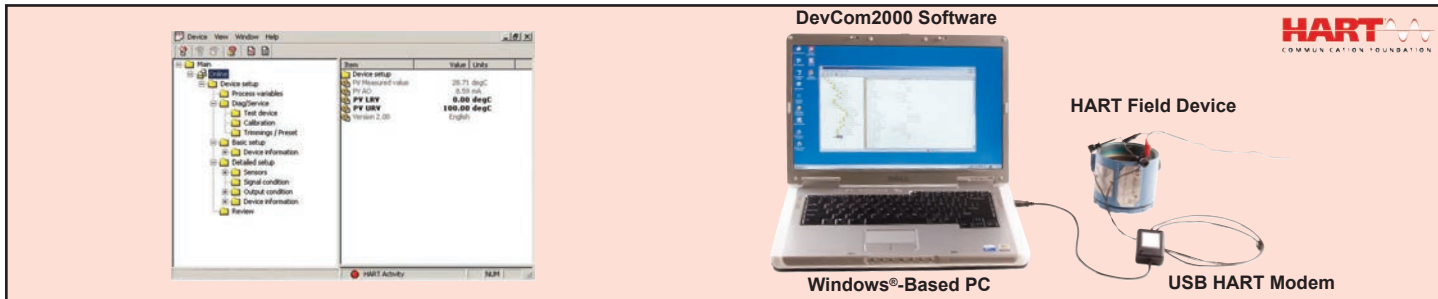 Device View Window Help
Main
Online
Device setup
Process variables
Diag/Service
Test device
Calibration
Trimmings / Preset
Basic setup
Device information
Detailed setup
Sensors
Signal condition
Output condition
Device information
Review
Item Value Units
Device setup
PV Measured value 28.71 degC
PV AO 8.59 mA
PV LRV 0.00 degC
PV URV 100.00 degC
Version 2.00 English
HART Activity NUM
DevCom2000 Software
HART
COMMUNICATION FOUNDATION
HART Field Device
DELL
Windows®-Based PC
USB HART Modem